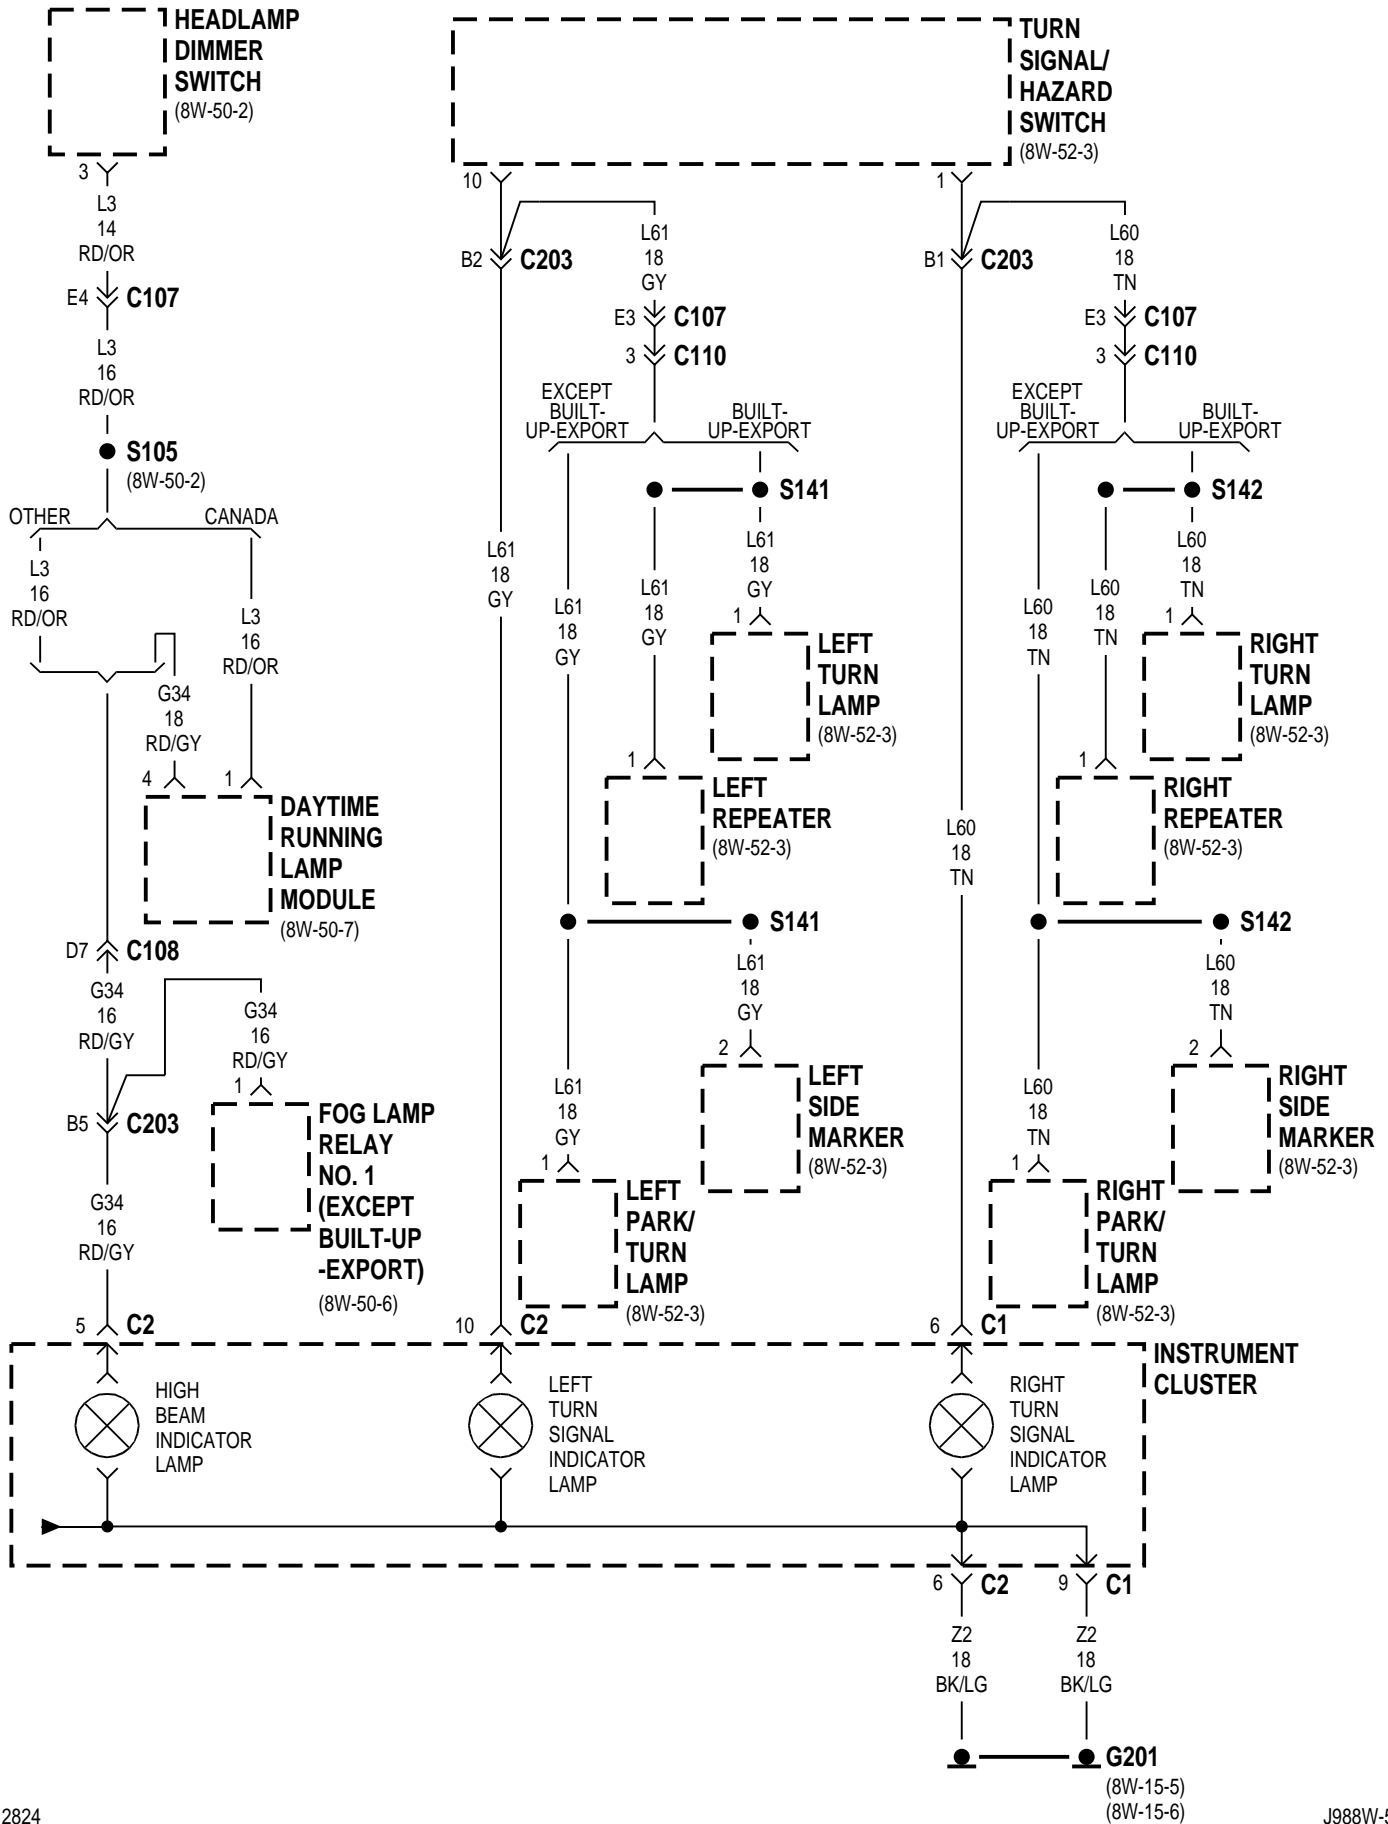 HEADLAMP
DIMMER
SWITCH
(8W-50-2)
TURN
SIGNAL/
HAZARD
SWITCH
(8W-52-3)
3
L3
14
RD/OR
E4 C107
L3
16
RD/OR
S105
(8W-50-2)
OTHER
CANADA
L3
16
RD/OR
L3
16
RD/OR
G34
18
RD/GY
4
1
DAYTIME
RUNNING
LAMP
MODULE
(8W-50-7)
D7 C108
G34
16
RD/GY
G34
16
RD/GY
1
B5 C203
FOG LAMP
RELAY
NO. 1
(EXCEPT
BUILT-UP
-EXPORT)
(8W-50-6)
G34
16
RD/GY
5 C2
10
B2 C203
L61
18
GY
E3 C107
3 C110
EXCEPT
BUILT-
UP-EXPORT
BUILT-
UP-EXPORT
S141
L61
18
GY
L61
18
GY
L61
18
GY
L61
18
GY
1
LEFT
TURN
LAMP
(8W-52-3)
1
LEFT
REPEATER
(8W-52-3)
S141
L61
18
GY
2
LEFT
SIDE
MARKER
(8W-52-3)
L61
18
GY
1
LEFT
PARK/
TURN
LAMP
(8W-52-3)
10 C2
1
B1 C203
L60
18
TN
E3 C107
3 C110
EXCEPT
BUILT-
UP-EXPORT
BUILT-
UP-EXPORT
S142
L60
18
TN
L60
18
TN
L60
18
TN
1
RIGHT
TURN
LAMP
(8W-52-3)
1
RIGHT
REPEATER
(8W-52-3)
L60
18
TN
S142
L60
18
TN
2
RIGHT
SIDE
MARKER
(8W-52-3)
L60
18
TN
1
RIGHT
PARK/
TURN
LAMP
(8W-52-3)
6 C1
INSTRUMENT
CLUSTER
HIGH
BEAM
INDICATOR
LAMP
LEFT
TURN
SIGNAL
INDICATOR
LAMP
RIGHT
TURN
SIGNAL
INDICATOR
LAMP
6 C2
9 C1
Z2
18
BK/LG
Z2
18
BK/LG
G201
(8W-15-5)
(8W-15-6)
2824
J988W-5